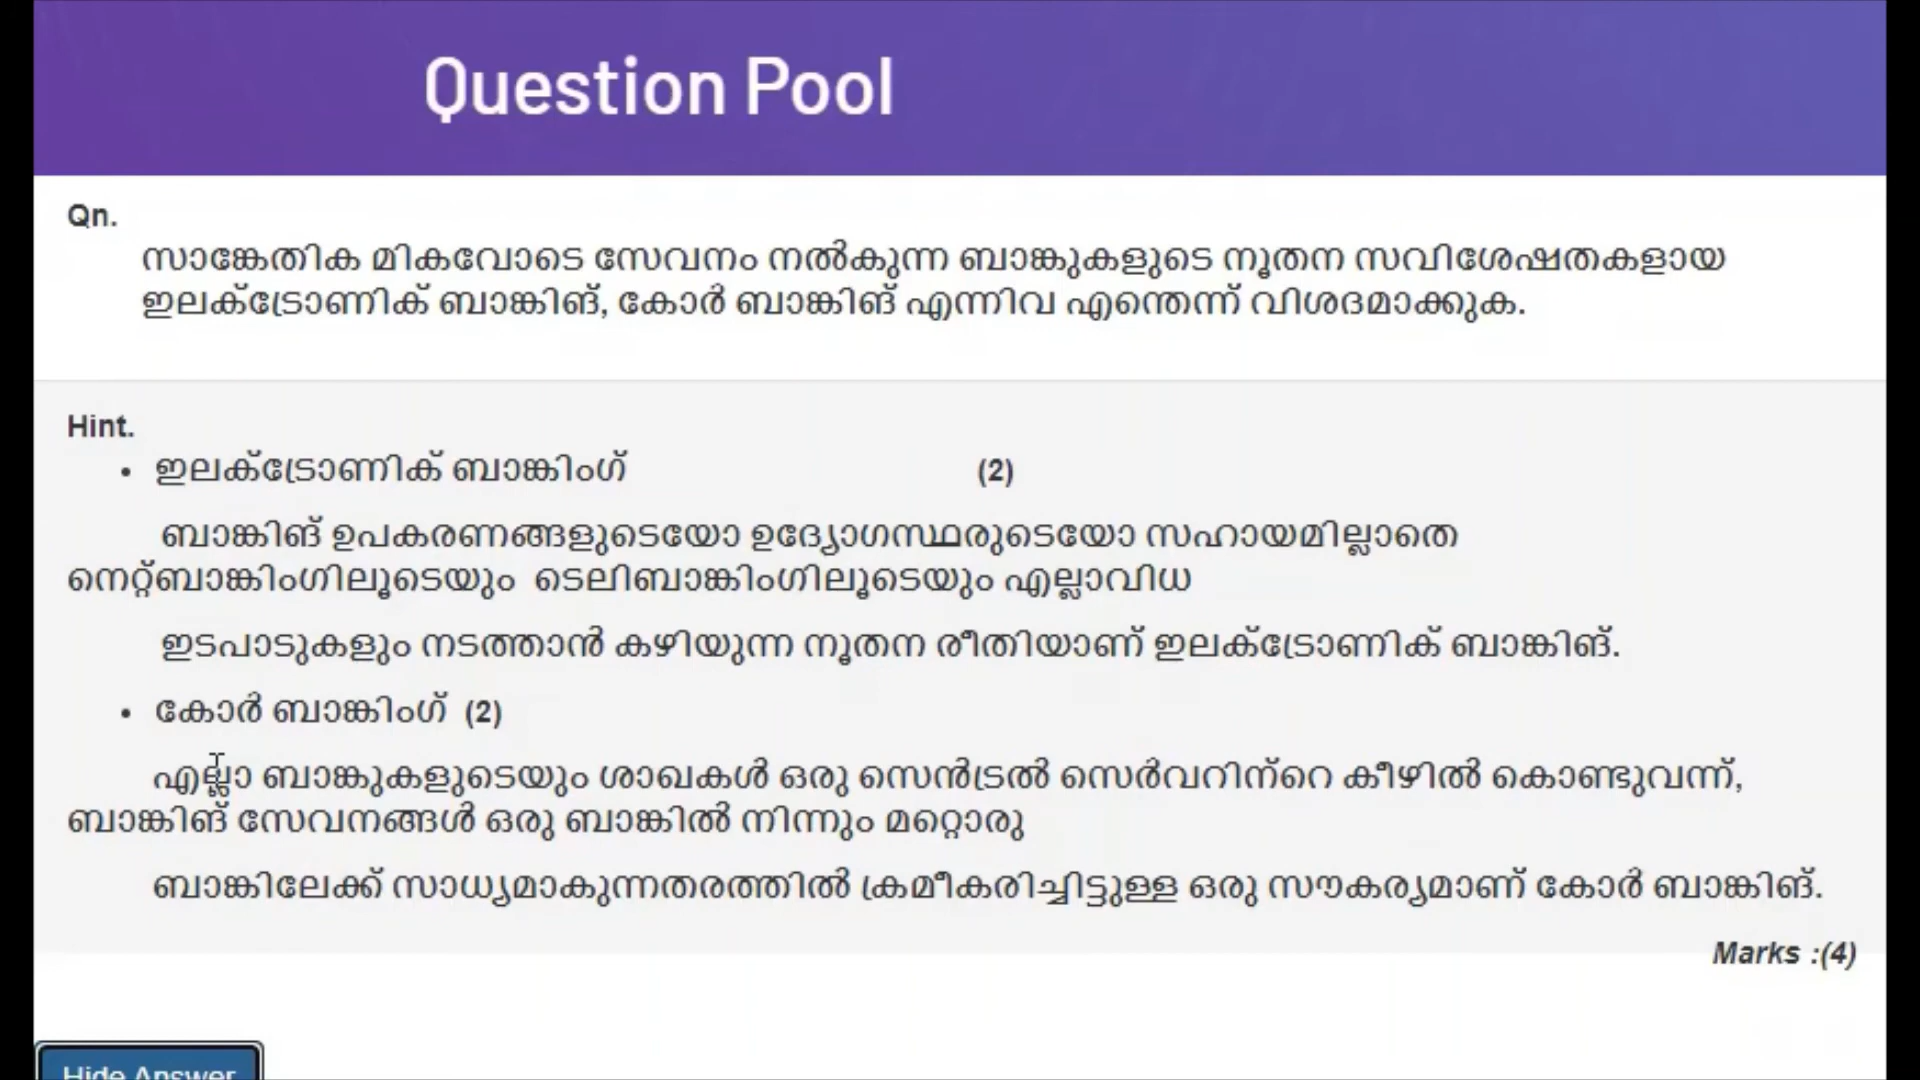 Question Pool
Qn.
സാങ്കേതിക മികവോടെ സേവനം നൽകുന്ന ബാങ്കുകളുടെ നൂതന സവിശേഷതകളായ
ഇലക്ട്രോണിക് ബാങ്കിങ്, കോർ ബാങ്കിങ് എന്നിവ എന്തെന്ന് വിശദമാക്കുക.
Hint.
• ഇലക്ട്രോണിക് ബാങ്കിംഗ് (2)
ബാങ്കിങ് ഉപകരണങ്ങളുടെയോ ഉദ്യോഗസ്ഥരുടെയോ സഹായമില്ലാതെ
നെറ്റ്ബാങ്കിംഗിലൂടെയും ടെലിബാങ്കിംഗിലൂടെയും എല്ലാവിധ
ഇടപാടുകളും നടത്താൻ കഴിയുന്ന നൂതന രീതിയാണ് ഇലക്ട്രോണിക് ബാങ്കിങ്.
• കോർ ബാങ്കിംഗ് (2)
എല്ലാ ബാങ്കുകളുടെയും ശാഖകൾ ഒരു സെൻട്രൽ സെർവറിന്റെ കീഴിൽ കൊണ്ടുവന്ന്,
ബാങ്കിങ് സേവനങ്ങൾ ഒരു ബാങ്കിൽ നിന്നും മറ്റൊരു
ബാങ്കിലേക്ക് സാധ്യമാകുന്നതരത്തിൽ ക്രമീകരിച്ചിട്ടുള്ള ഒരു സൗകര്യമാണ് കോർ ബാങ്കിങ്.
Marks :(4)
Hide Answer